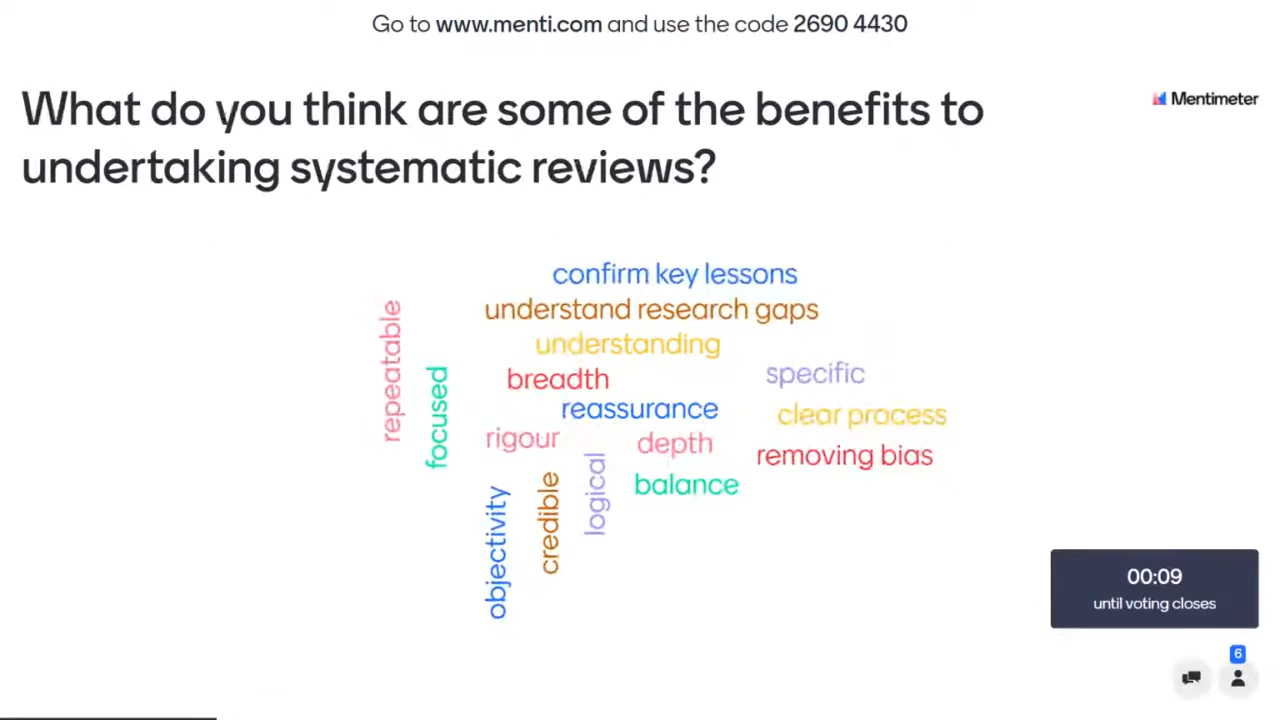 Go to www.menti.com and use the code 2690 4430
What do you think are some of the benefits to
undertaking systematic reviews?
Mentimeter
confirm key lessons
understand research gaps
understanding
repeatable
focused
breadth
specific
reassurance
clear process
rigour
depth
removing bias
logical
balance
credible
objectivity
00:09
until voting closes
6